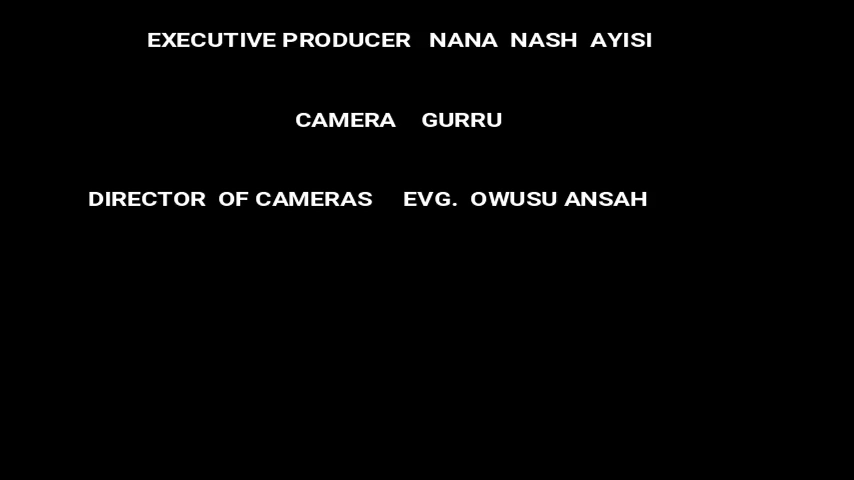 EXECUTIVE PRODUCER NANA NASH AYISI
CAMERA GURRU
DIRECTOR OF CAMERAS EVG. OWUSU ANSAH